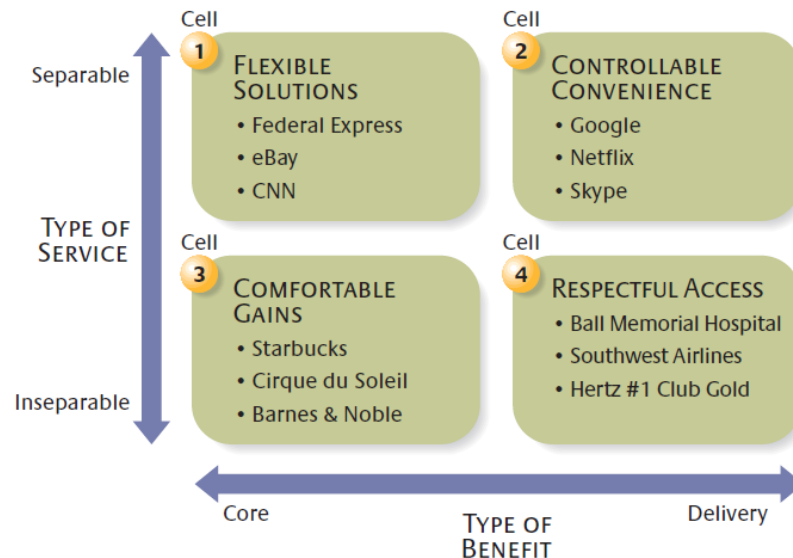 Cell
1
FLEXIBLE
SOLUTIONS
• Federal Express
• eBay
• CNN
Cell
2
CONTROLLABLE
CONVENIENCE
• Google
• Netflix
• Skype
Separable
TYPE OF
SERVICE
Inseparable
Cell
3
COMFORTABLE
GAINS
• Starbucks
• Cirque du Soleil
• Barnes & Noble
Cell
4
RESPECTFUL ACCESS
• Ball Memorial Hospital
• Southwest Airlines
• Hertz #1 Club Gold
Core
TYPE OF
BENEFIT
Delivery